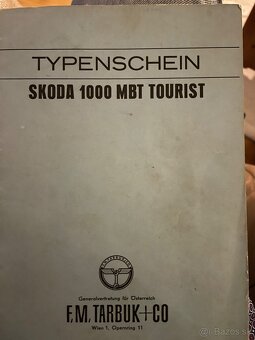 TYPENSCHEIN
SKODA 1000 MBT TOURIST
Generalvertretung für Österreich
F.M.TARBUK+CO
Wien 1, Opernring 11